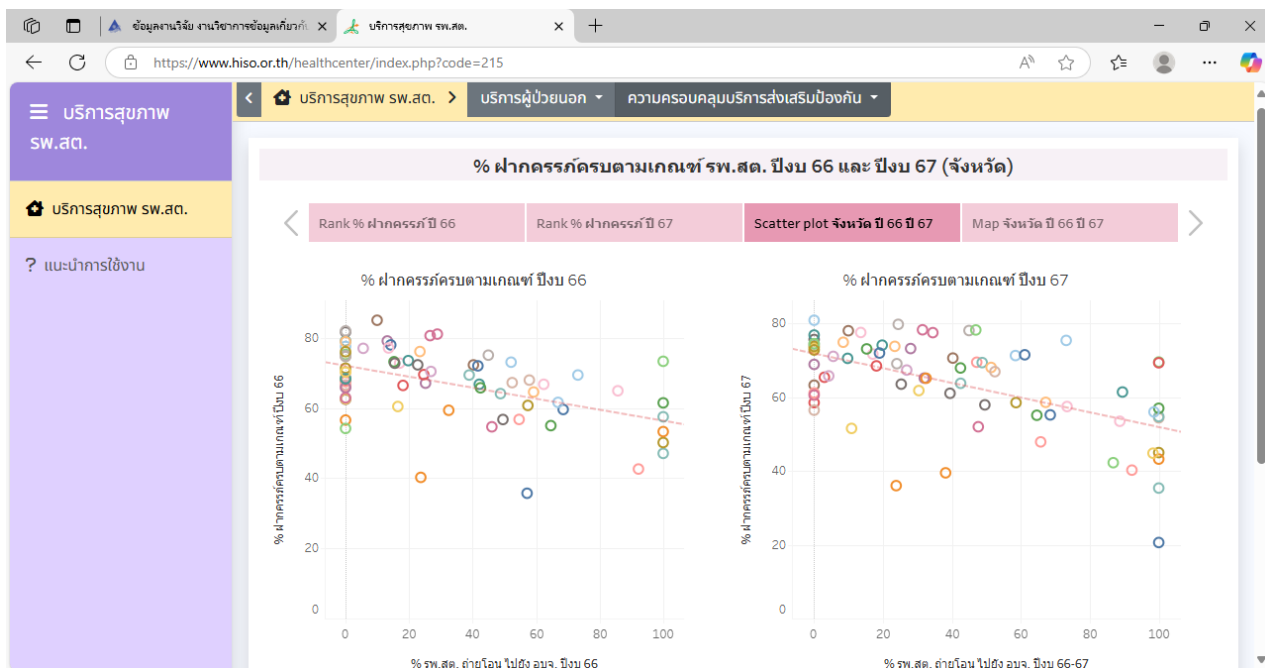 ข้อมูลงานวิจัย งานวิชาการข้อมูลเกี่ยวกับ
บริการสุขภาพ รพ.สต.
https://www.hiso.or.th/healthcenter/index.php?code=215
บริการสุขภาพ รพ.สต.
บริการสุขภาพ รพ.สต.
? แนะนำการใช้งาน
บริการสุขภาพ รพ.สต. บริการผู้ป่วยนอก ความครอบคลุมบริการส่งเสริมป้องกัน
% ฝากครรภ์ครบตามเกณฑ์ รพ.สต. ปีงบ 66 และ ปีงบ 67 (จังหวัด)
Rank % ฝากครรภ์ ปี 66 Rank % ฝากครรภ์ ปี 67 Scatter plot จังหวัด ปี 66 ปี 67 Map จังหวัด ปี 66 ปี 67
% ฝากครรภ์ครบตามเกณฑ์ ปีงบ 66
% ฝากครรภ์ครบตามเกณฑ์ ปีงบ 66
80
60
40
20
0
0 20 40 60 80 100
% รพ.สต. ถ่ายโอน ไปยัง อบจ. ปีงบ 66
% ฝากครรภ์ครบตามเกณฑ์ ปีงบ 67
% ฝากครรภ์ครบตามเกณฑ์ ปีงบ 67
80
60
40
20
0
0 20 40 60 80 100
% รพ.สต. ถ่ายโอน ไปยัง อบจ. ปีงบ 66-67